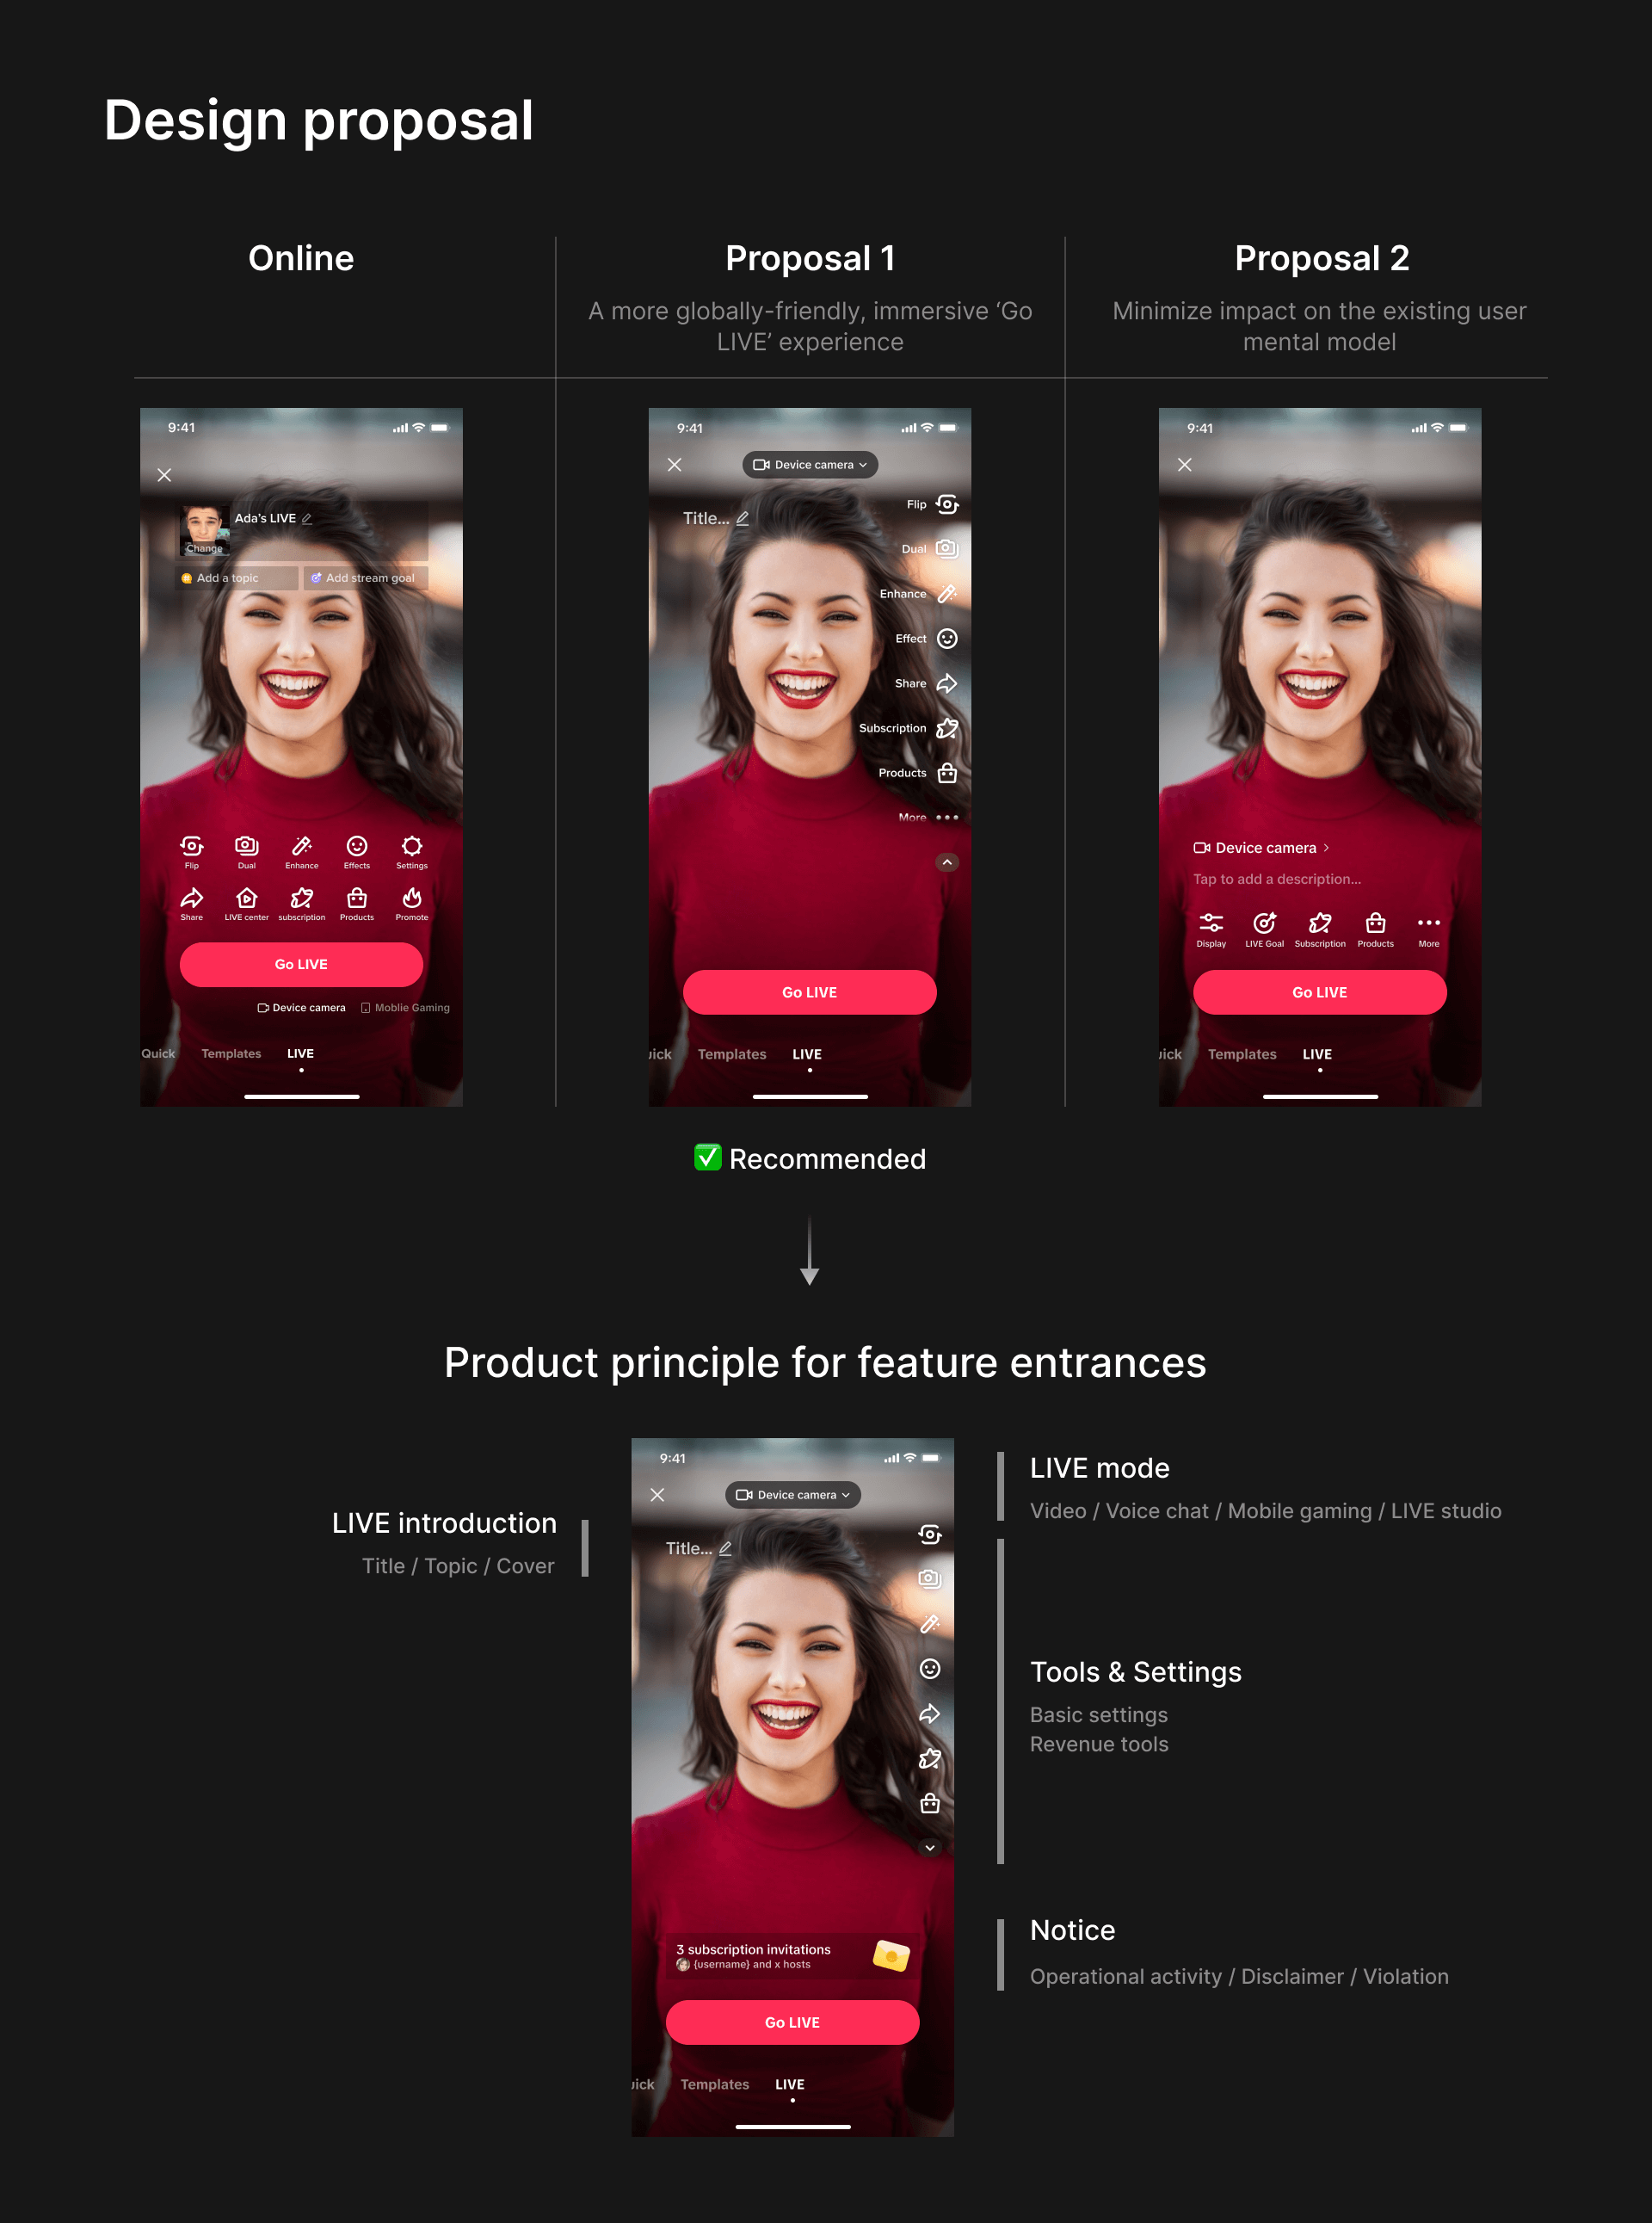 Design proposal
Online
Proposal 1
A more globally-friendly, immersive ‘Go
LIVE’ experience
Proposal 2
Minimize impact on the existing user
mental model
9:41
Ada’s LIVE
Change
Add a topic
Add stream goal
Flip
Dual
Enhance
Effects
Settings
Share
LIVE center
subscription
Products
Promote
Go LIVE
Device camera
Moblie Gaming
Quick
Templates
LIVE
9:41
Device camera
Title...
Flip
Dual
Enhance
Effect
Share
Subscription
Products
More
Go LIVE
uick
Templates
LIVE
9:41
Device camera
Tap to add a description...
Display
LIVE Goal
Subscription
Products
More
Go LIVE
uick
Templates
LIVE
✅ Recommended
Product principle for feature entrances
LIVE introduction
Title / Topic / Cover
9:41
Device camera
Title...
3 subscription invitations
{username} and x hosts
Go LIVE
uick
Templates
LIVE
LIVE mode
Video / Voice chat / Mobile gaming / LIVE studio
Tools & Settings
Basic settings
Revenue tools
Notice
Operational activity / Disclaimer / Violation